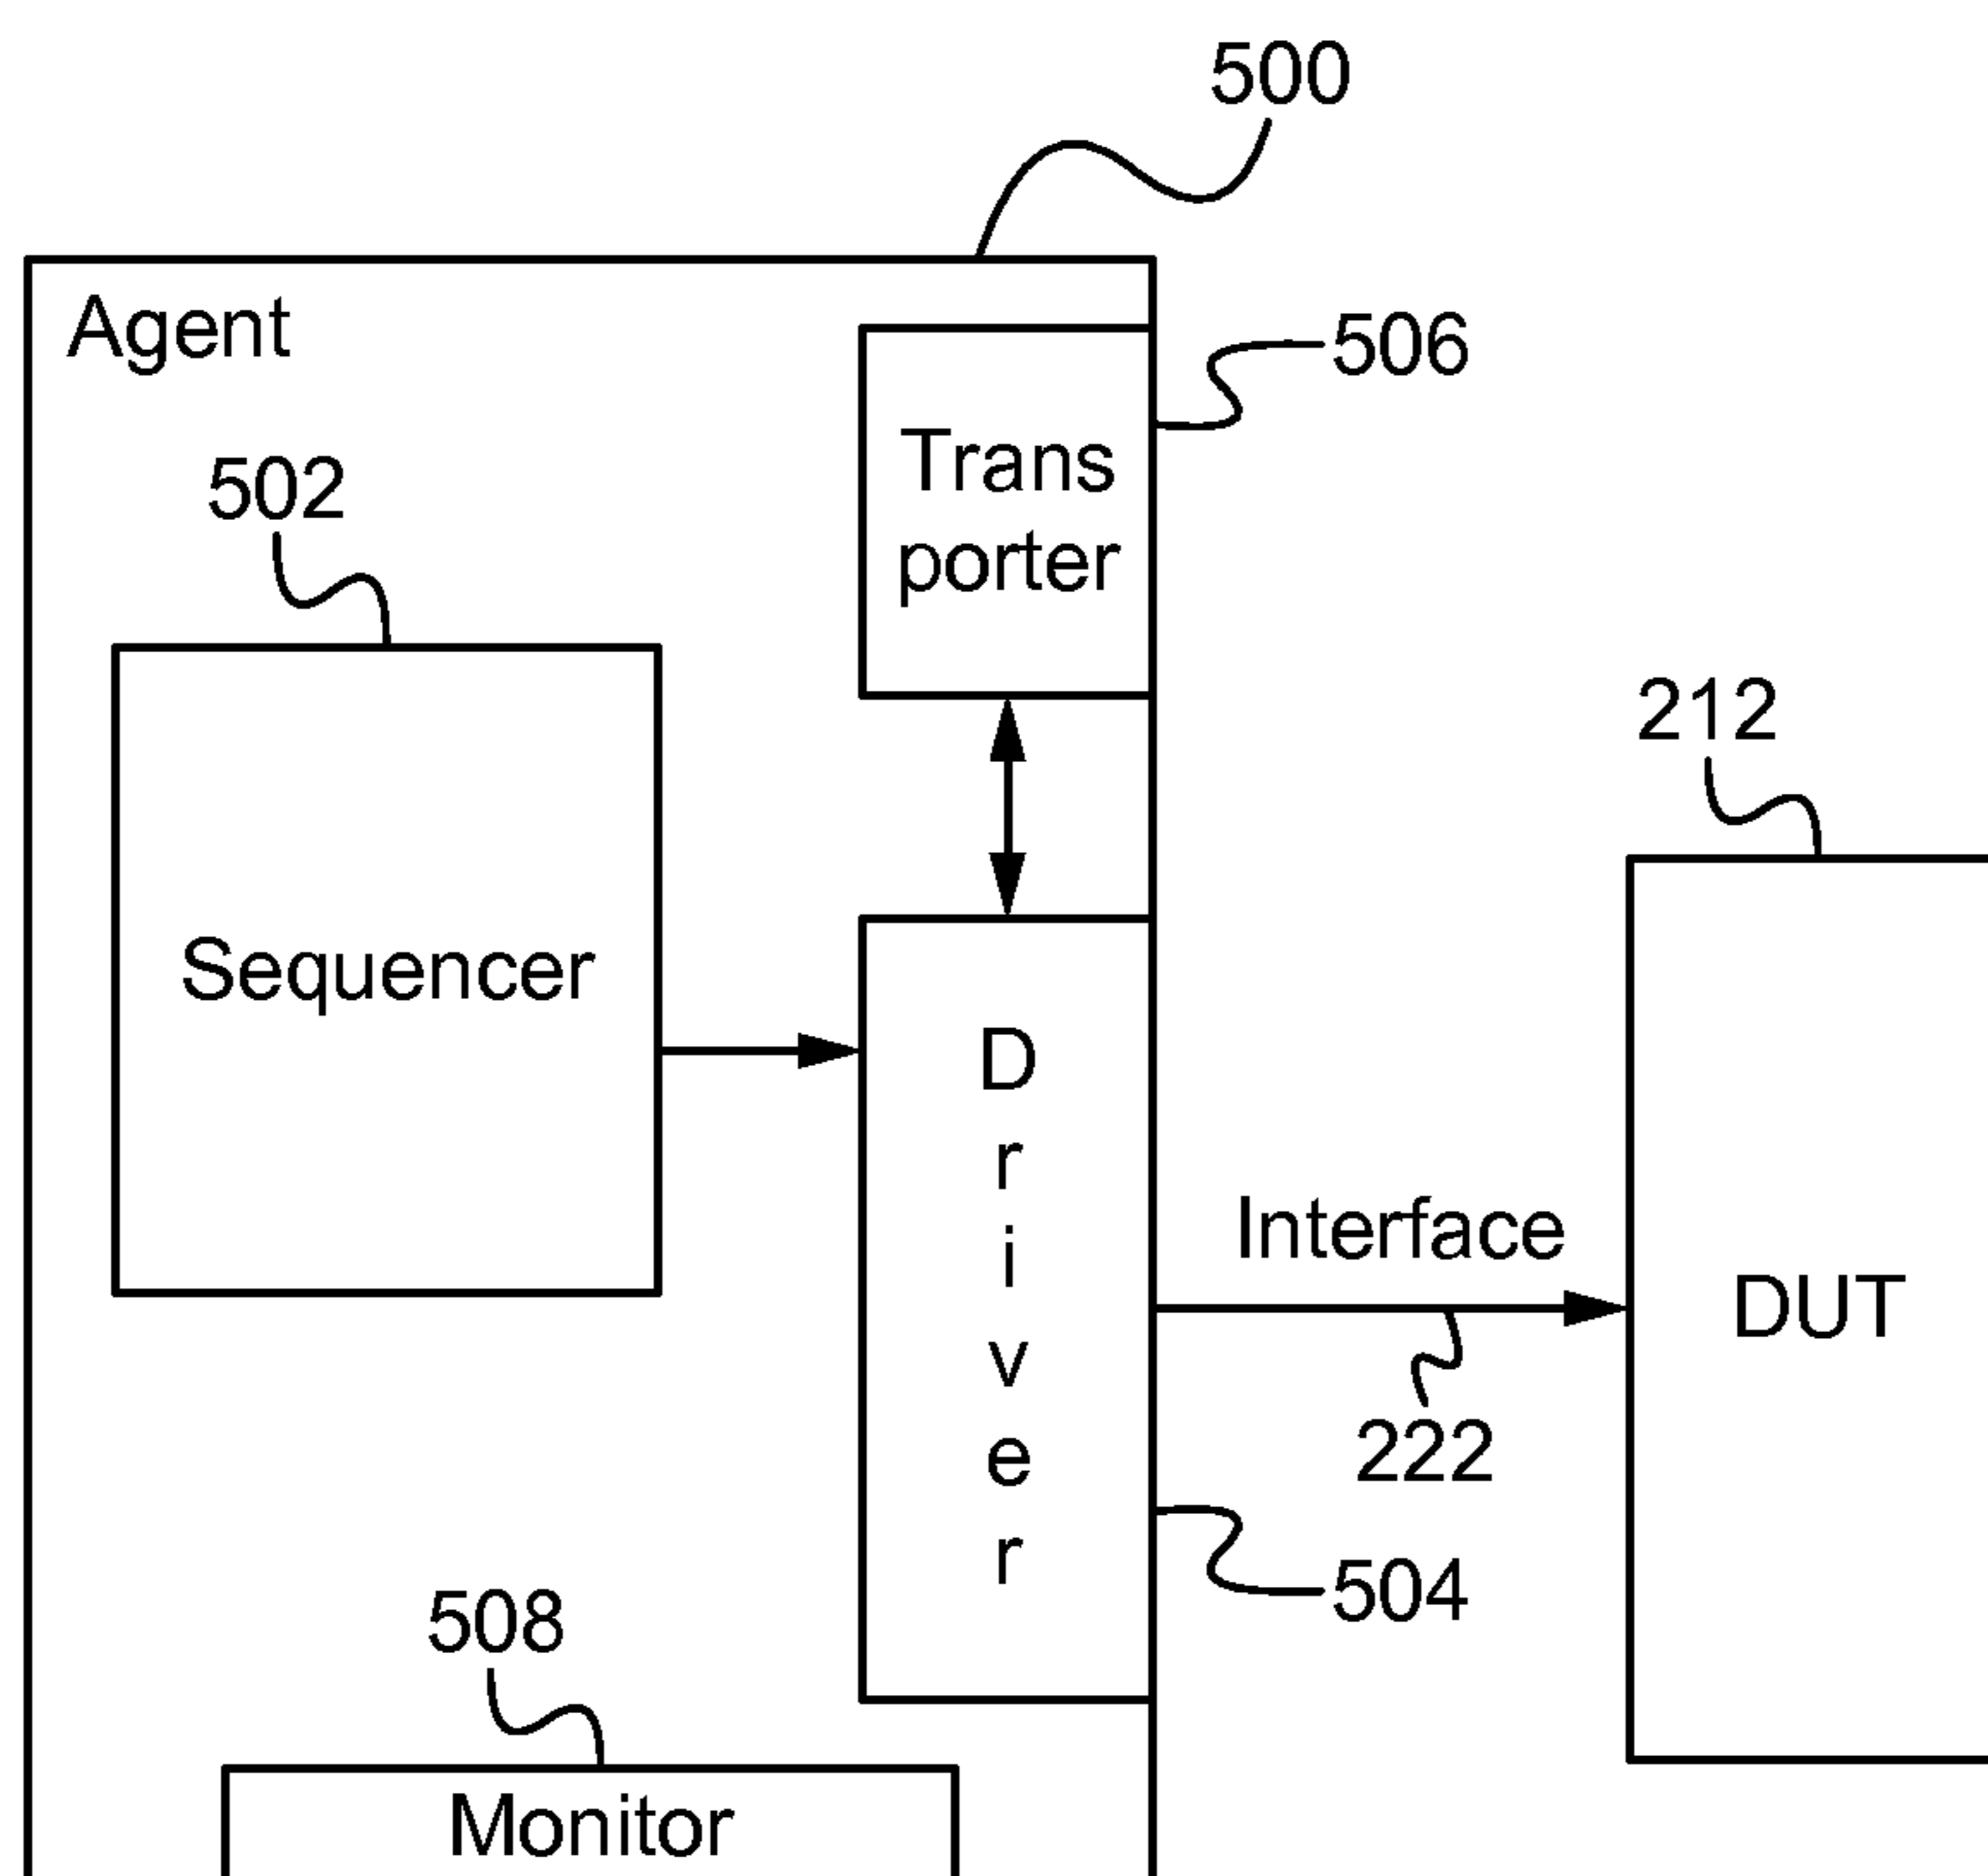 500
Agent
506
Trans
porter
502
212
Sequencer
D
r
i
v
e
r
Interface
DUT
222
504
508
Monitor